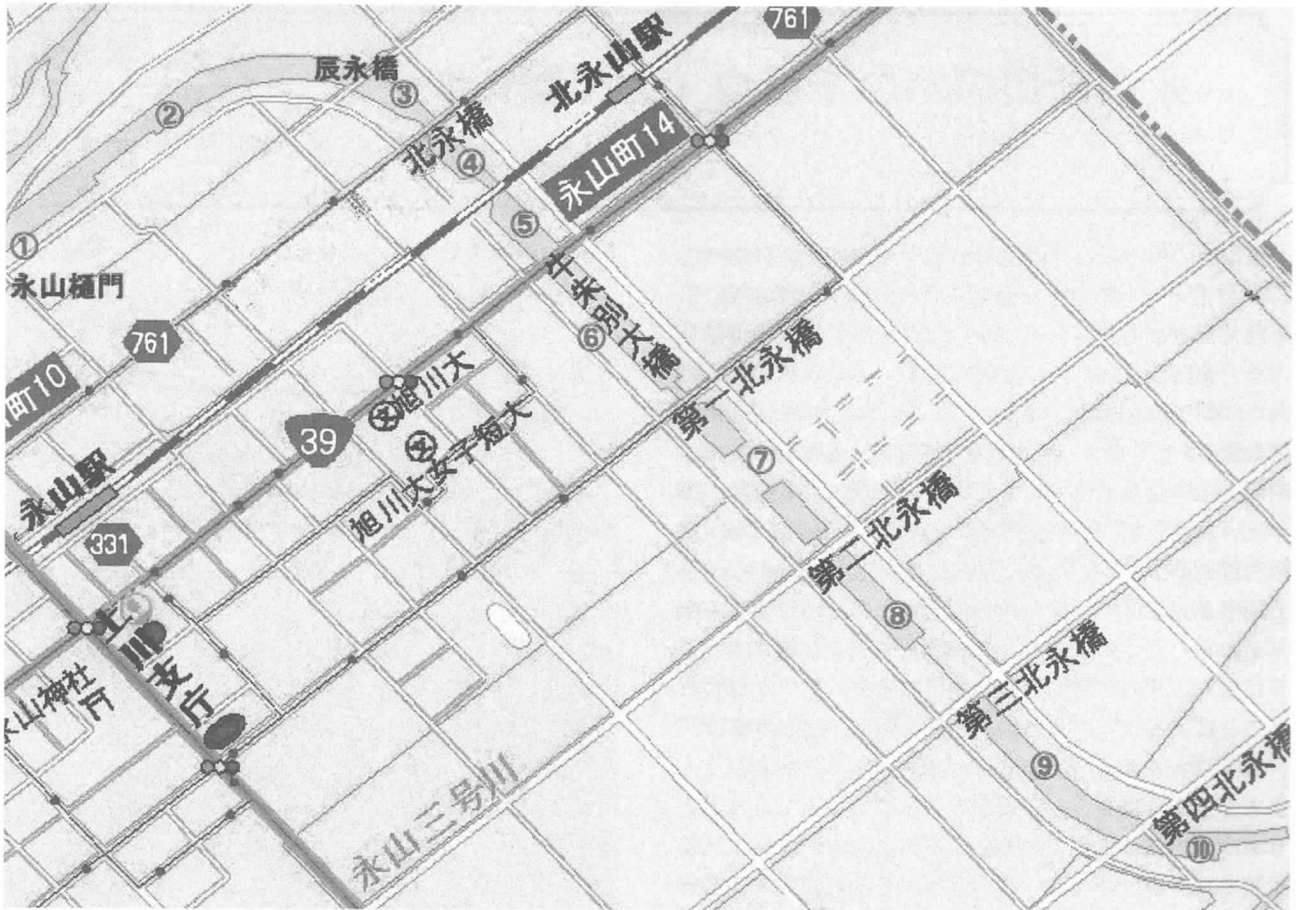 761
辰永橋
③
②
北永山駅
北永橋
④
永山町14
⑤
①
永山樋門
761
牛朱別大橋
⑥
第一北永橋
町10
旭川大
39
旭川大女子短大
⑦
永山駅
331
第二北永橋
⑧
上川支庁
永山神社
第三北永橋
⑨
永山三号川
第四北永橋
⑩